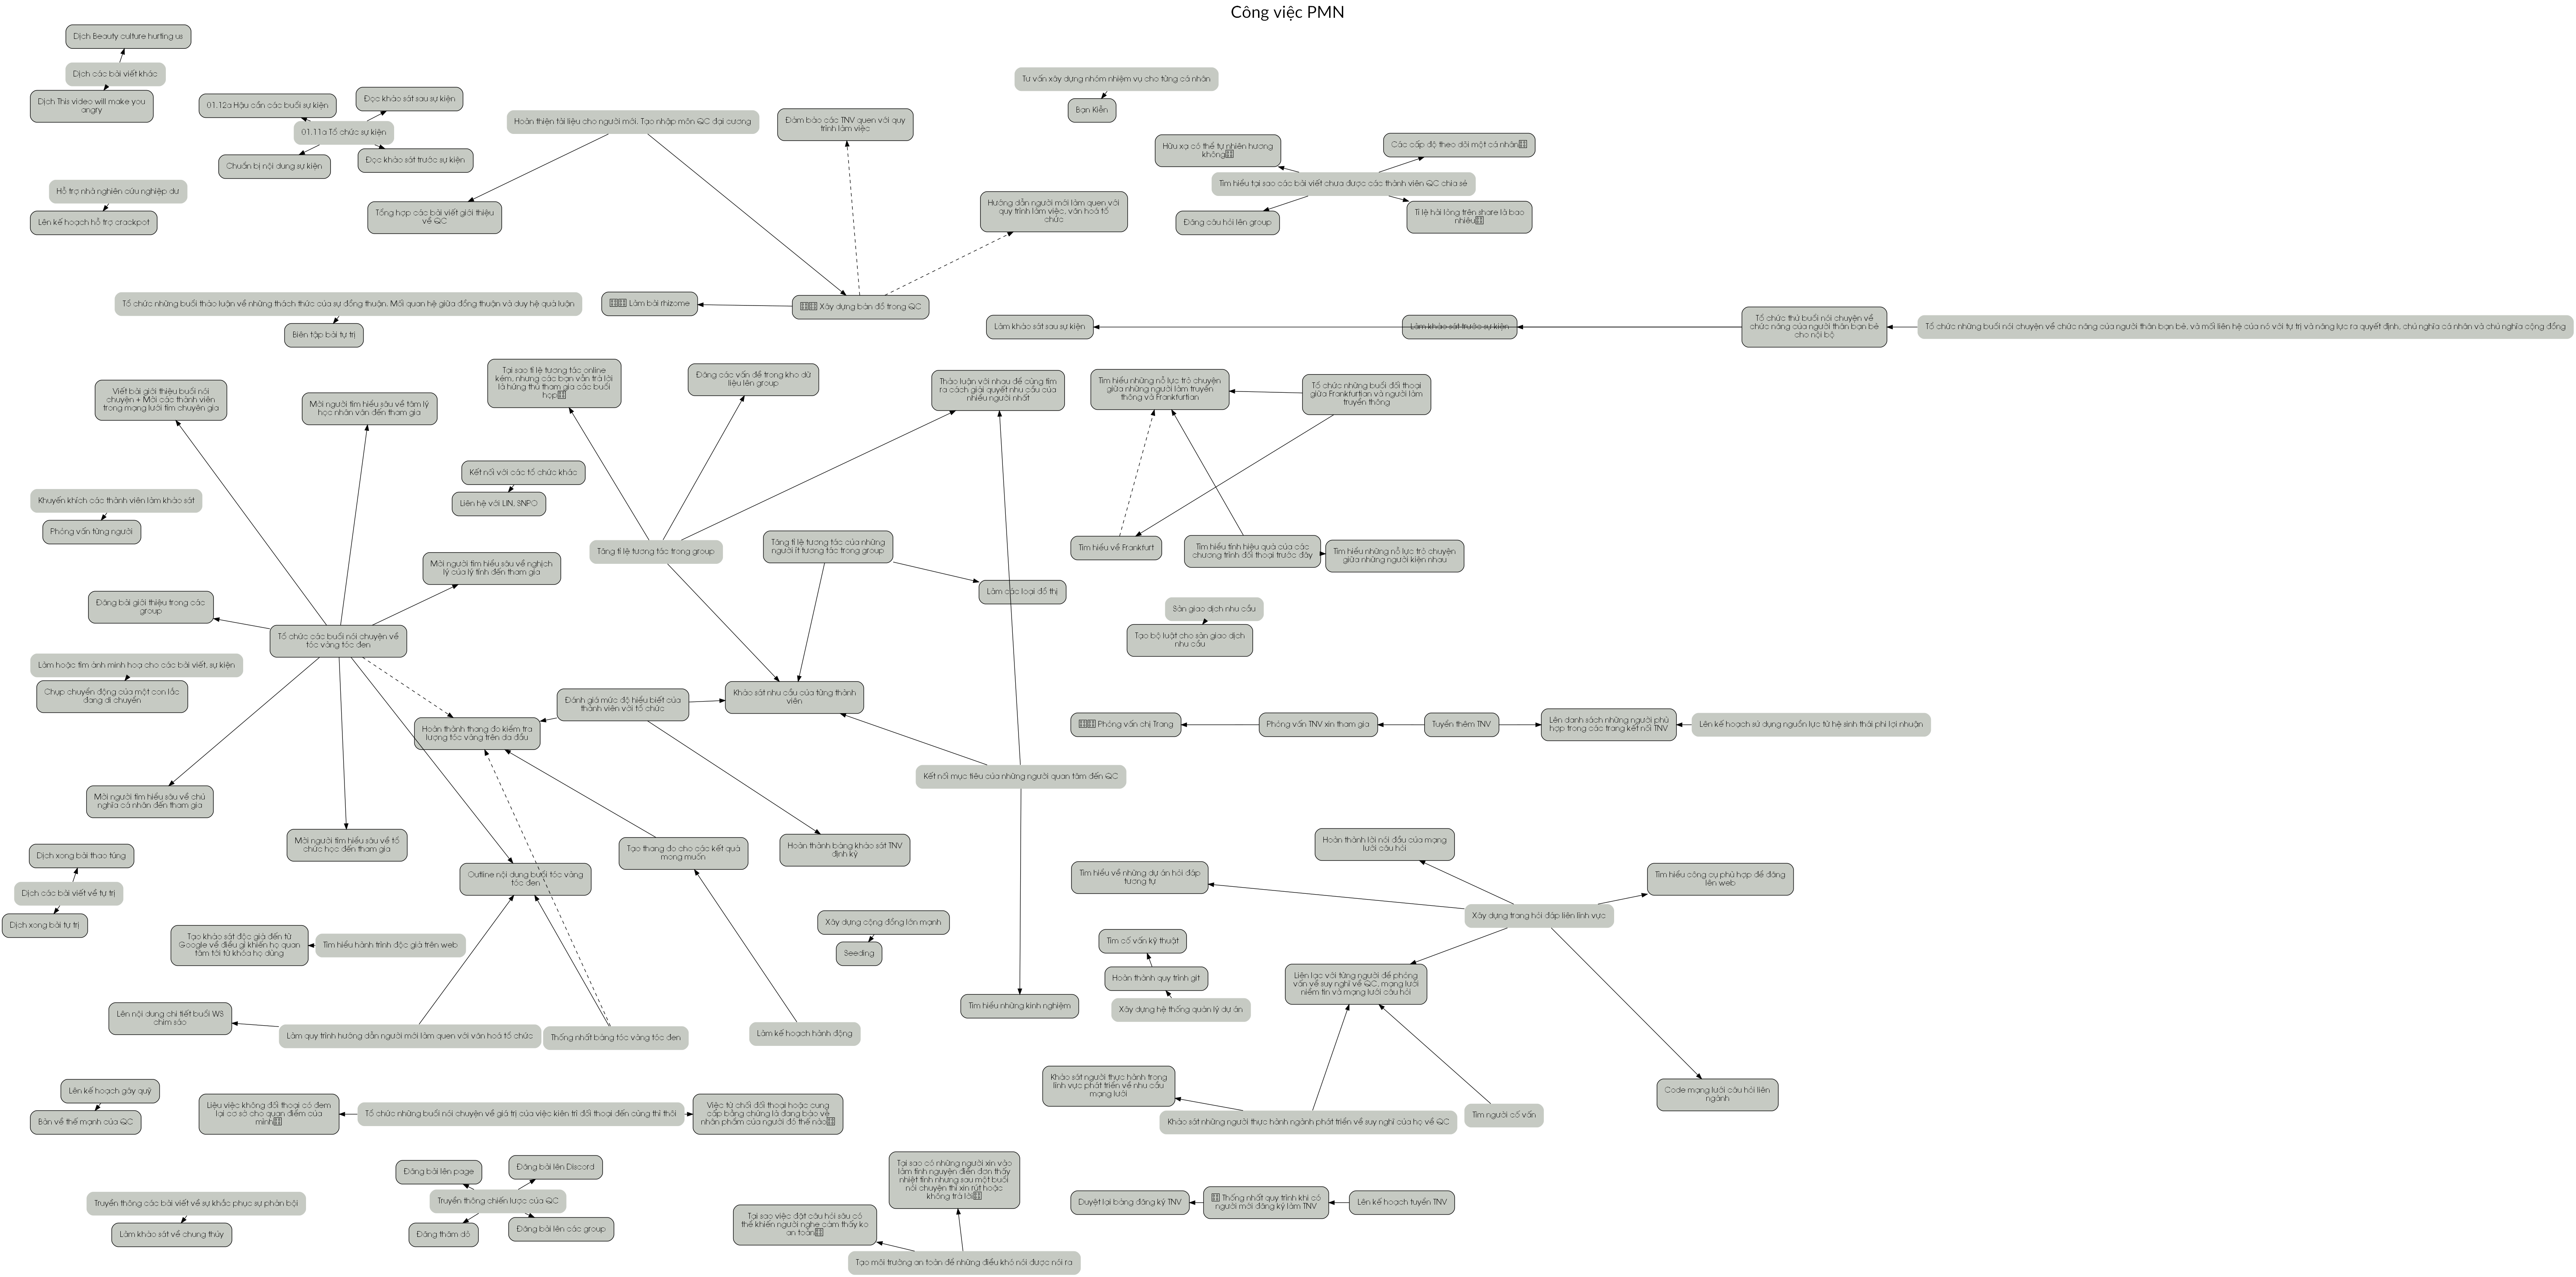 Công việc PMN
Dịch Beauty culture hurting us
Dịch các bài viết khác
Dịch This video will make you
angry
01.12a Hậu cần các buổi sự kiện
Đọc khảo sát sau sự kiện
01.11a Tổ chức sự kiện
Chuẩn bị nội dung sự kiện
Đọc khảo sát trước sự kiện
Hỗ trợ nhà nghiên cứu nghiệp dư
Lên kế hoạch hỗ trợ crackpot
Hoàn thiện tài liệu cho người mới. Tạo nhập môn QC đại cương
Đảm bảo các TNV quen với quy
trình làm việc
Tổng hợp các bài viết giới thiệu
về QC
Hướng dẫn người mới làm quen với
quy trình làm việc, văn hoá tổ
chức
Làm bài rhizome
Xây dựng bản đồ trong QC
Tư vấn xây dựng nhóm nhiệm vụ cho từng cá nhân
Bạn Kiễn
Hữu xạ có thể tự nhiên hương
không
Các cấp độ theo dõi một cá nhân
Tìm hiểu tại sao các bài viết chưa được các thành viên QC chia sẻ
Đăng câu hỏi lên group
Tỉ lệ hài lòng trên share là bao
nhiêu
Tổ chức những buổi thảo luận về những thách thức của sự đồng thuận. Mối quan hệ giữa đồng thuận và duy hệ quả luận
Biên tập bài tự trị
Làm khảo sát sau sự kiện
Làm khảo sát trước sự kiện
Tổ chức thử buổi nói chuyện về
chức năng của người thân bạn bè
cho nội bộ
Tổ chức những buổi nói chuyện về chức năng của người thân bạn bè, và mối liên hệ của nó với tự trị và năng lực ra quyết định, chủ nghĩa cá nhân và chủ nghĩa cộng đồng
Viết bài giới thiệu buổi nói
chuyện + Mời các thành viên
trong mạng lưới tìm chuyên gia
Mời người tìm hiểu sâu về tâm lý
học nhân văn đến tham gia
Tại sao tỉ lệ tương tác online
kém, nhưng các bạn vẫn trả lời
là hứng thú tham gia các buổi
họp
Đăng các vấn đề trong kho dữ
liệu lên group
Thảo luận với nhau để cùng tìm
ra cách giải quyết nhu cầu của
nhiều người nhất
Tìm hiểu những nỗ lực trò chuyện
giữa những người làm truyền
thông và Frankfurtian
Tổ chức những buổi đối thoại
giữa Frankfurtian và người làm
truyền thông
Kết nối với các tổ chức khác
Liên hệ với LIN, SNPO
Khuyến khích các thành viên làm khảo sát
Phỏng vấn từng người
Tăng tỉ lệ tương tác trong group
Tăng tỉ lệ tương tác của những
người ít tương tác trong group
Tìm hiểu về Frankfurt
Tìm hiểu tính hiệu quả của các
chương trình đối thoại trước đây
Tìm hiểu những nỗ lực trò chuyện
giữa những người kiện nhau
Mời người tìm hiểu sâu về nghịch
lý của lý tính đến tham gia
Làm các loại đồ thị
Đăng bài giới thiệu trong các
group
Sàn giao dịch nhu cầu
Tạo bộ luật cho sàn giao dịch
nhu cầu
Tổ chức các buổi nói chuyện về
tóc vàng tóc đen
Làm hoặc tìm ảnh minh hoạ cho các bài viết, sự kiện
Chụp chuyển động của một con lắc
đang di chuyển
Đánh giá mức độ hiểu biết của
thành viên với tổ chức
Khảo sát nhu cầu của từng thành
viên
Hoàn thành thang đo kiểm tra
lượng tóc vàng trên da đầu
Phỏng vấn chị Trang
Phỏng vấn TNV xin tham gia
Tuyển thêm TNV
Lên danh sách những người phù
hợp trong các trang kết nối TNV
Lên kế hoạch sử dụng nguồn lực từ hệ sinh thái phi lợi nhuận
Kết nối mục tiêu của những người quan tâm đến QC
Mời người tìm hiểu sâu về chủ
nghĩa cá nhân đến tham gia
Mời người tìm hiểu sâu về tổ
chức học đến tham gia
Tạo thang đo cho các kết quả
mong muốn
Hoàn thành bảng khảo sát TNV
định kỳ
Hoàn thành lời nói đầu của mạng
lưới câu hỏi
Dịch xong bài thao túng
Dịch các bài viết về tự trị
Dịch xong bài tự trị
Outline nội dung buổi tóc vàng
tóc đen
Tìm hiểu về những dự án hỏi đáp
tương tự
Tìm hiểu công cụ phù hợp để đăng
lên web
Xây dựng trang hỏi đáp liên lĩnh vực
Xây dựng cộng đồng lớn mạnh
Seeding
Tạo khảo sát độc giả đến từ
Google về điều gì khiến họ quan
tâm tới từ khóa họ dùng
Tìm hiểu hành trình độc giả trên web
Tìm cố vấn kỹ thuật
Hoàn thành quy trình git
Xây dựng hệ thống quản lý dự án
Liên lạc với từng người để phỏng
vấn về suy nghĩ về QC, mạng lưới
niềm tin và mạng lưới câu hỏi
Tìm hiểu những kinh nghiệm
Lên nội dung chi tiết buổi WS
chim sáo
Làm quy trình hướng dẫn người mới làm quen với văn hoá tổ chức
Thống nhất bảng tóc vàng tóc đen
Làm kế hoạch hành động
Khảo sát người thực hành trong
lĩnh vực phát triển về nhu cầu
mạng lưới
Code mạng lưới câu hỏi liên
ngành
Khảo sát những người thực hành ngành phát triển về suy nghĩ của họ về QC
Tìm người cố vấn
Lên kế hoạch gây quỹ
Bàn về thế mạnh của QC
Liệu việc không đối thoại có đem
lại cơ sở cho quan điểm của
mình
Tổ chức những buổi nói chuyện về giá trị của việc kiên trì đối thoại đến cùng thì thôi
Việc từ chối đối thoại hoặc cung
cấp bằng chứng là đang bảo vệ
nhân phẩm của người đó thế nào
Đăng bài lên page
Đăng bài lên Discord
Truyền thông chiến lược của QC
Đăng thăm dò
Đăng bài lên các group
Truyền thông các bài viết về sự khắc phục sự phản bội
Làm khảo sát về chung thủy
Tại sao có những người xin vào
làm tình nguyện điền đơn thấy
nhiệt tình nhưng sau một buổi
nói chuyện thì xin rút hoặc
không trả lời
Tại sao việc đặt câu hỏi sâu có
thể khiến người nghe cảm thấy ko
an toàn
Tạo môi trường an toàn để những điều khó nói được nói ra
Duyệt lại bảng đăng ký TNV
Thống nhất quy trình khi có
người mới đăng ký làm TNV
Lên kế hoạch tuyển TNV